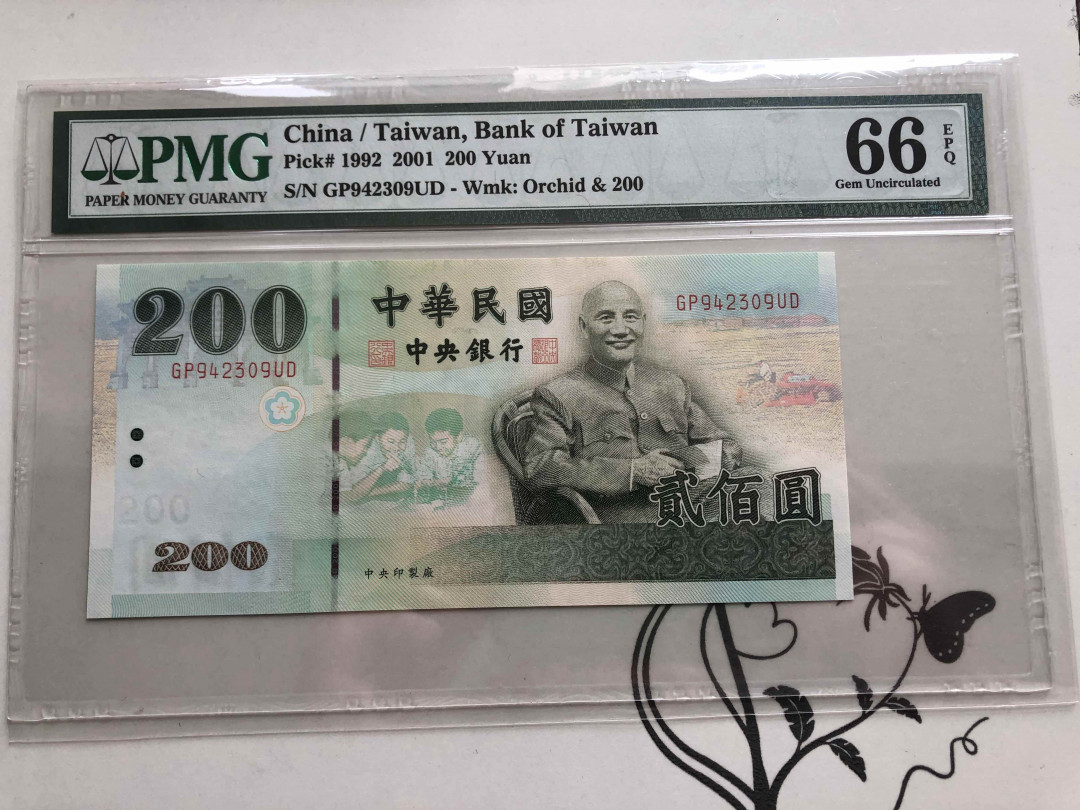 PMG
PAPER MONEY GUARANTY
China / Taiwan, Bank of Taiwan
Pick# 1992 2001 200 Yuan
S/N GP942309UD - Wmk: Orchid & 200
66
EPQ
Gem Uncirculated
200
中華民國
GP942309UD
中央銀行
GP942309UD
200
貳佰圓
200
中央印製廠